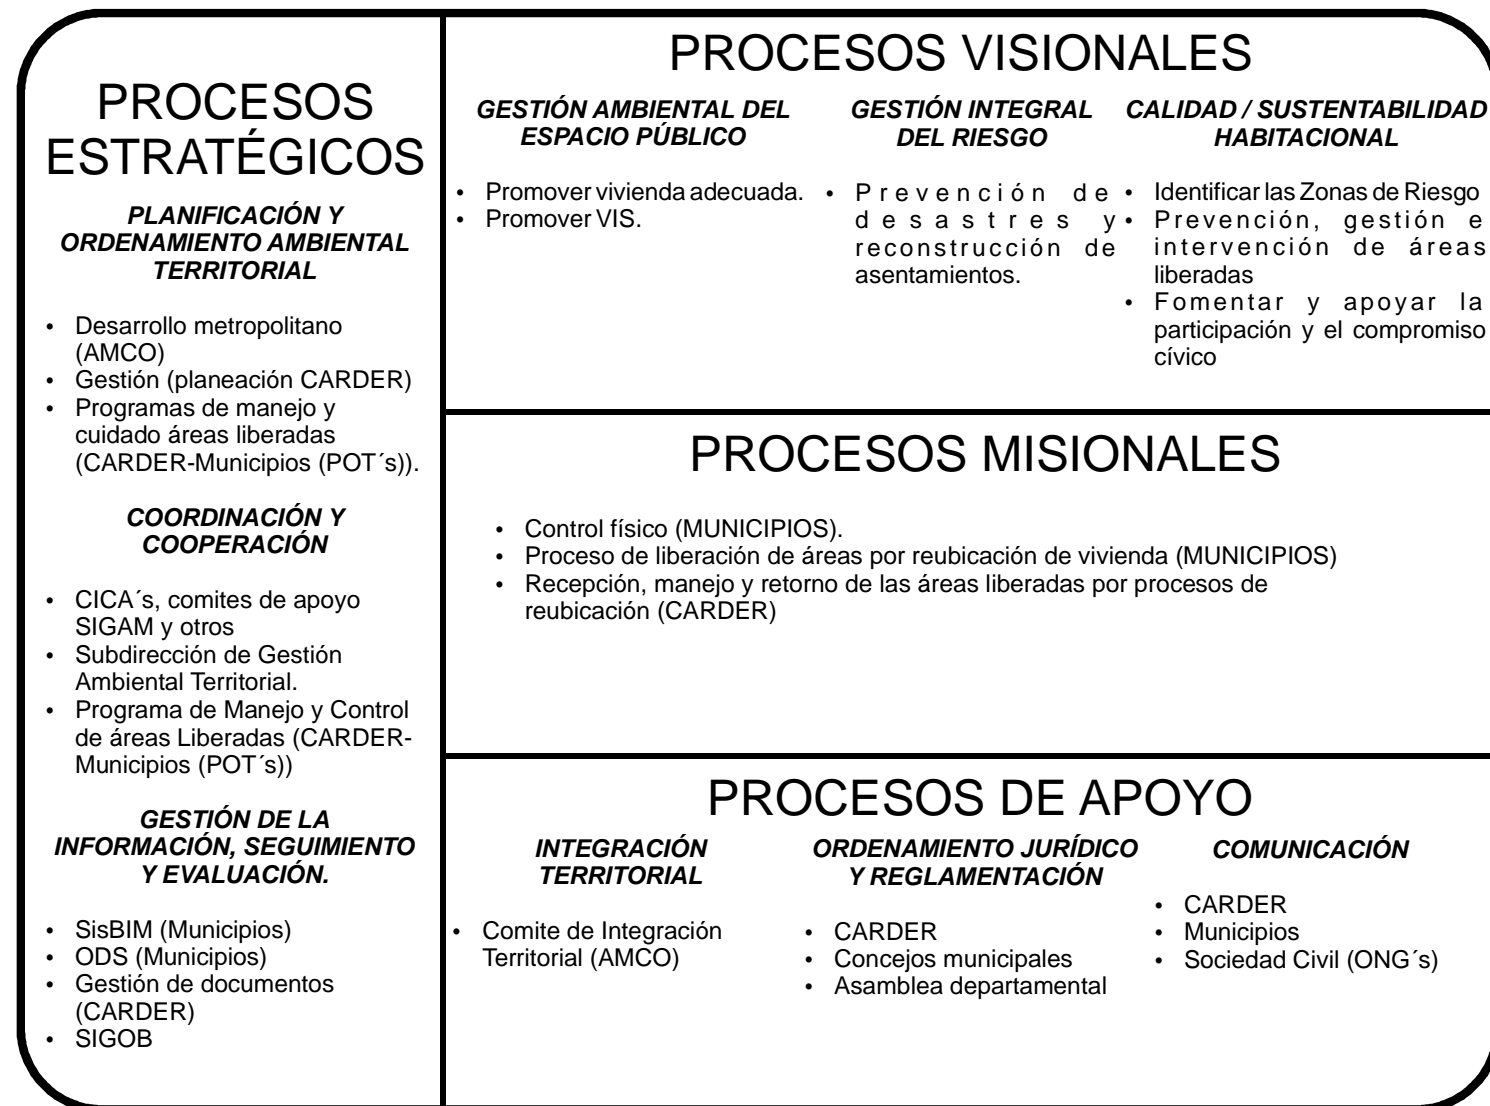 PROCESOS
ESTRATÉGICOS
PLANIFICACIÓN Y
ORDENAMIENTO AMBIENTAL
TERRITORIAL
• Desarrollo metropolitano
(AMCO)
• Gestión (planeación CARDER)
• Programas de manejo y
cuidado áreas liberadas
(CARDER-Municipios (POT´s)).
COORDINACIÓN Y
COOPERACIÓN
• CICA´s, comites de apoyo
SIGAM y otros
• Subdirección de Gestión
Ambiental Territorial.
• Programa de Manejo y Control
de áreas Liberadas (CARDER-
Municipios (POT´s))
GESTIÓN DE LA
INFORMACIÓN, SEGUIMIENTO
Y EVALUACIÓN.
• SisBIM (Municipios)
• ODS (Municipios)
• Gestión de documentos
(CARDER)
• SIGOB
PROCESOS VISIONALES
GESTIÓN AMBIENTAL DEL
ESPACIO PÚBLICO
• Promover vivienda adecuada.
• Promover VIS.
GESTIÓN INTEGRAL
DEL RIESGO
• Prevención de
desastres y
reconstrucción de
asentamientos.
CALIDAD / SUSTENTABILIDAD
HABITACIONAL
• Identificar las Zonas de Riesgo
• Prevención, gestión e
intervención de áreas
liberadas
• Fomentar y apoyar la
participación y el compromiso
cívico
PROCESOS MISIONALES
• Control físico (MUNICIPIOS).
• Proceso de liberación de áreas por reubicación de vivienda (MUNICIPIOS)
• Recepción, manejo y retorno de las áreas liberadas por procesos de
reubicación (CARDER)
PROCESOS DE APOYO
INTEGRACIÓN
TERRITORIAL
• Comite de Integración
Territorial (AMCO)
ORDENAMIENTO JURÍDICO
Y REGLAMENTACIÓN
• CARDER
• Concejos municipales
• Asamblea departamental
COMUNICACIÓN
• CARDER
• Municipios
• Sociedad Civil (ONG´s)